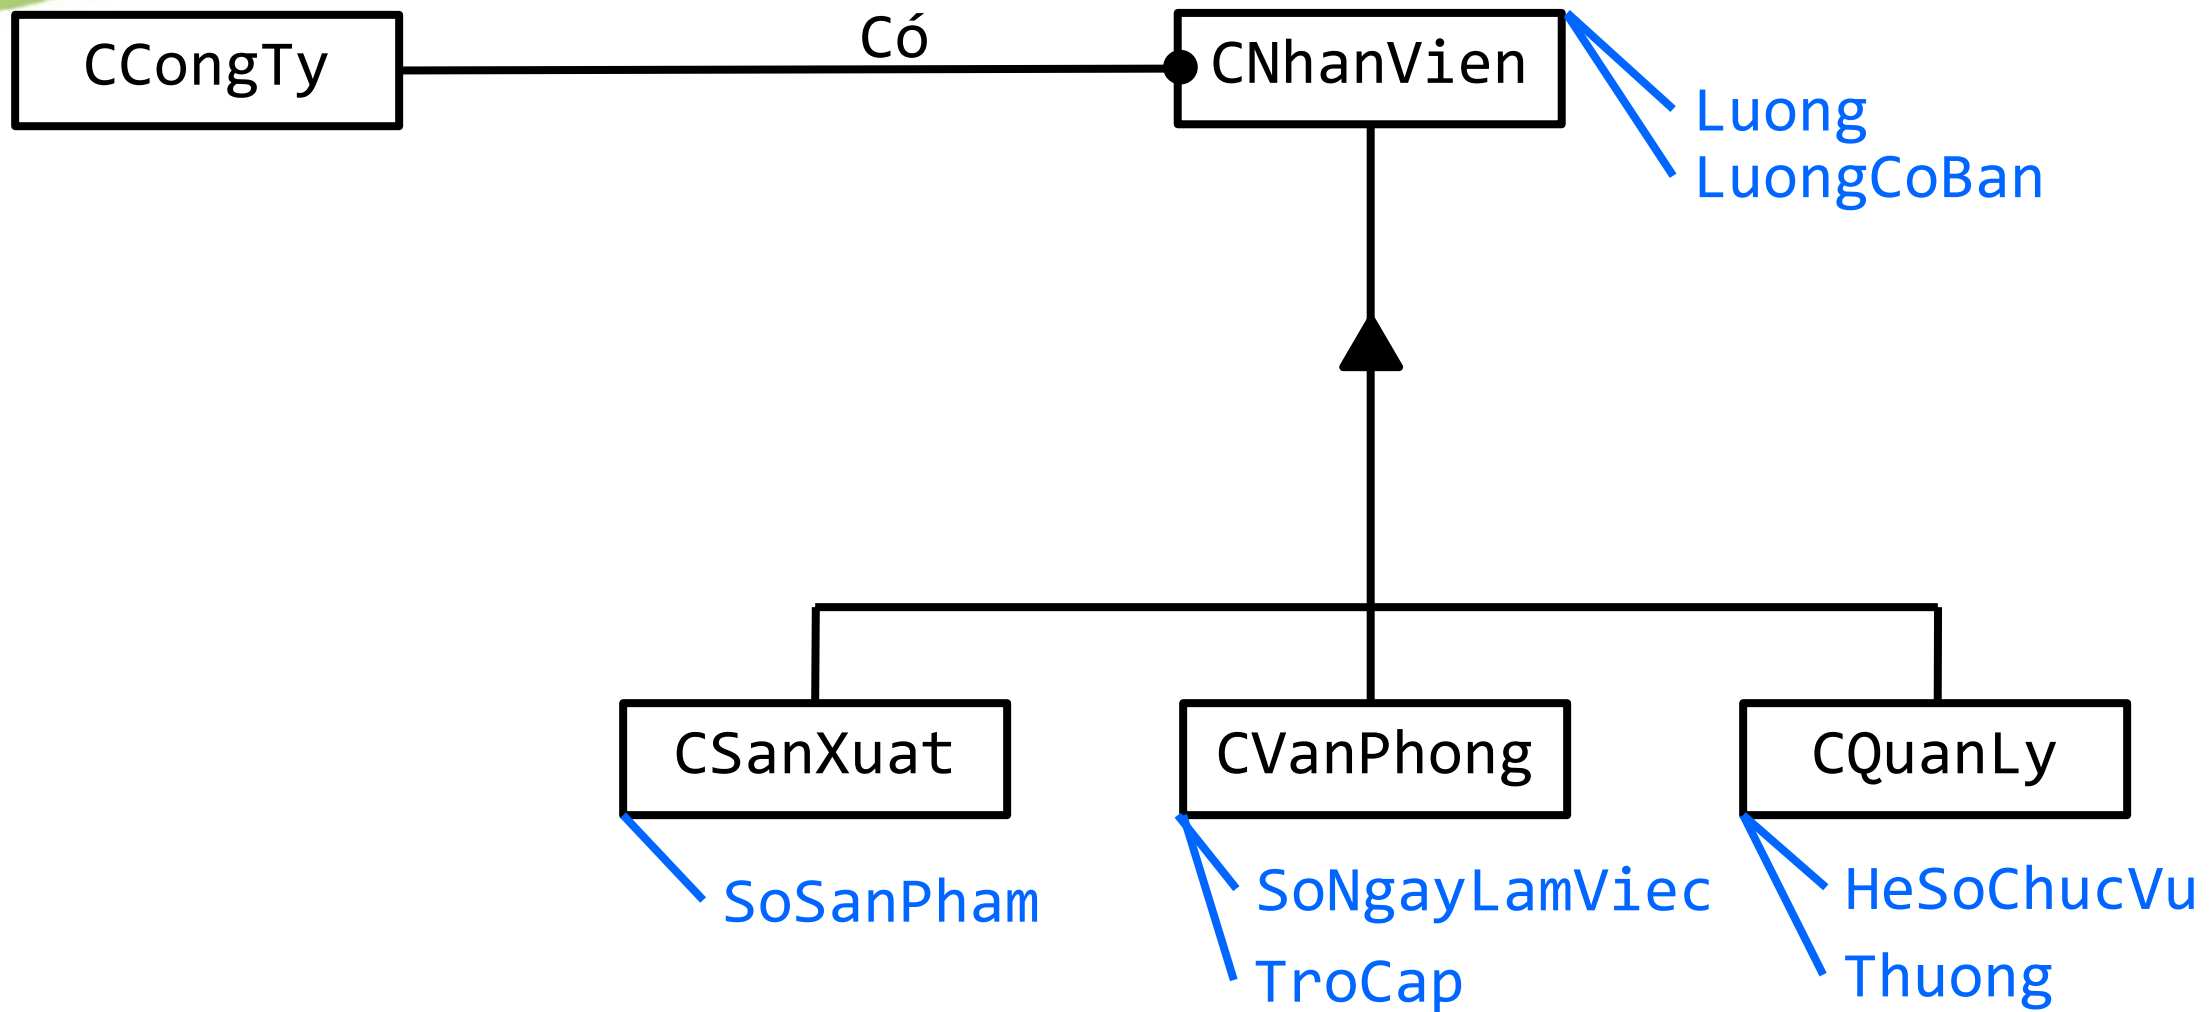 CCongTy
Có
CNhanVien
Luong
LuongCoBan
CSanXuat
CVanPhong
CQuanLy
SoSanPham
SoNgayLamViec
TroCap
HeSoChucVu
Thuong